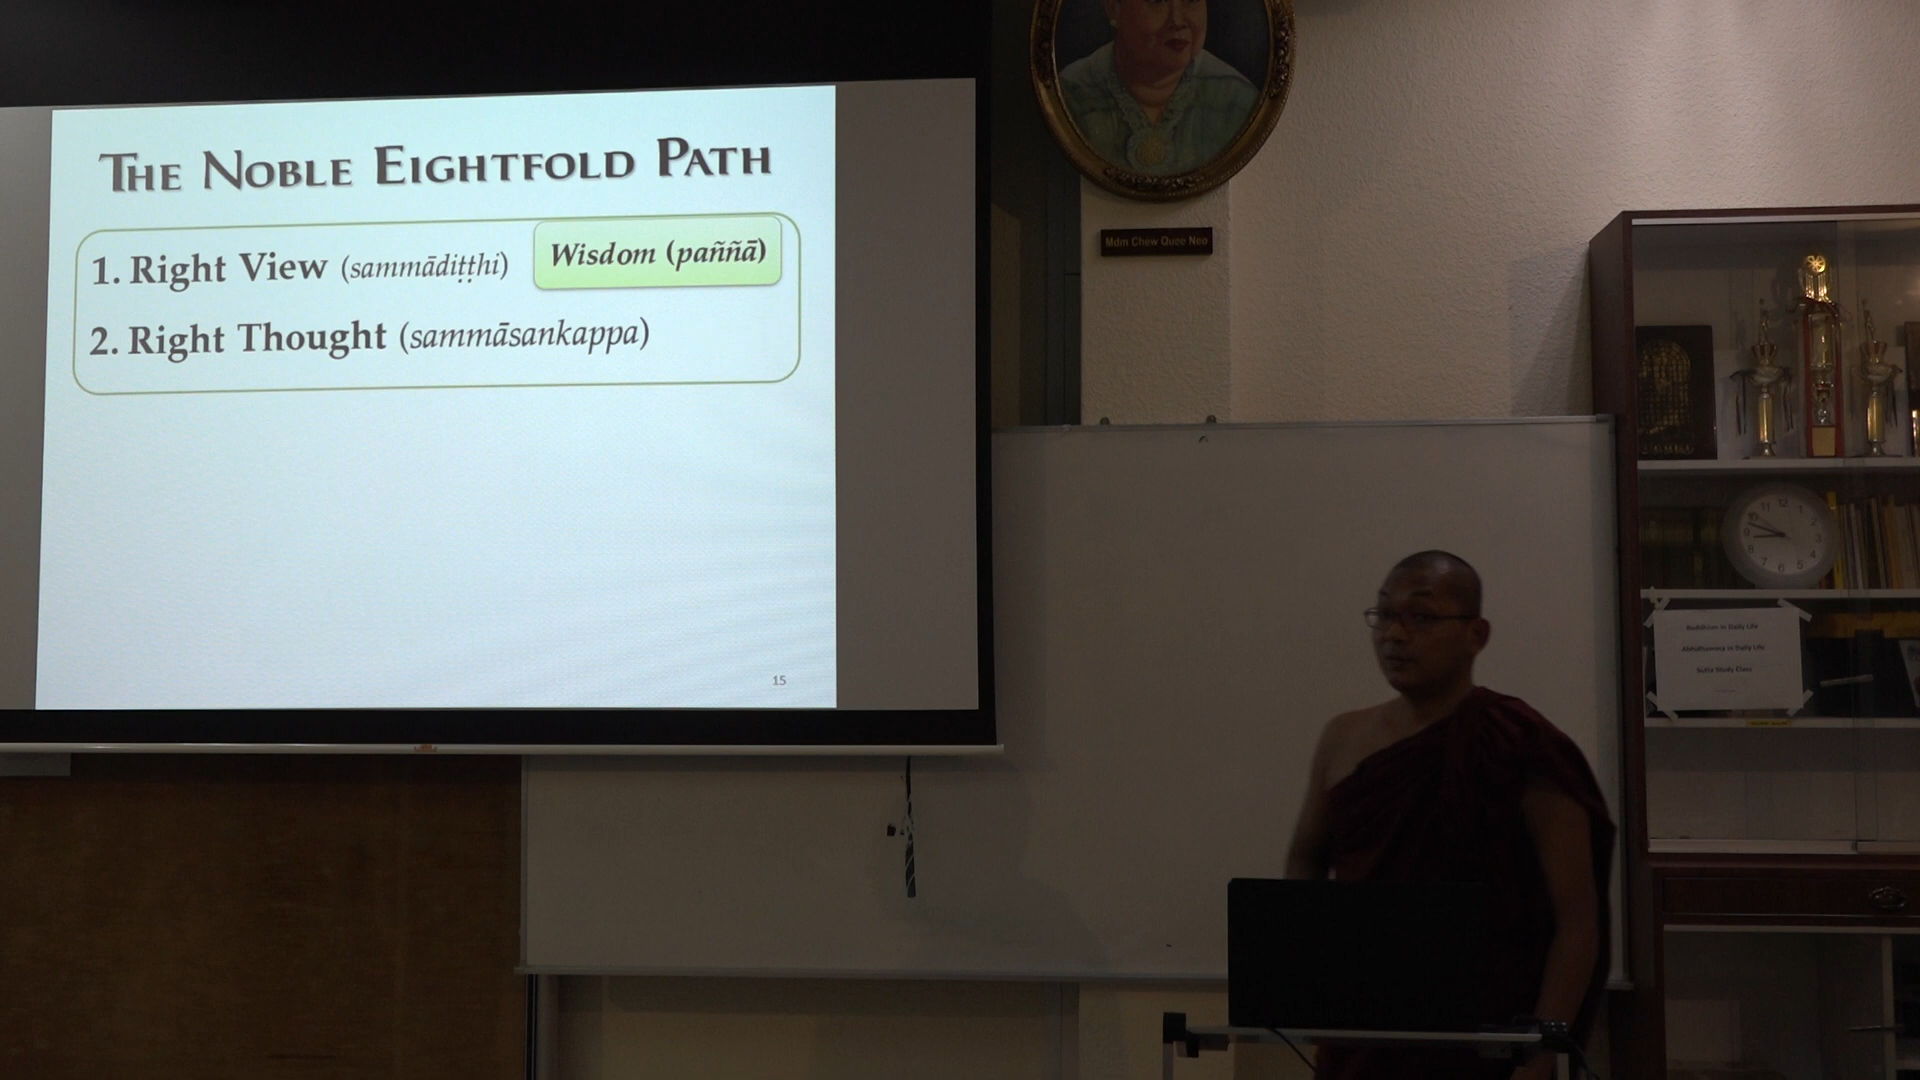 THE NOBLE EIGHTFOLD PATH
1. Right View (sammādiṭṭhi)
Wisdom (paññā)
2. Right Thought (sammāsankappa)
15
Mdm Chew Quee Neo
Buddhism in Daily Life
Abhidhamma in Daily Life
Sutta Study Class